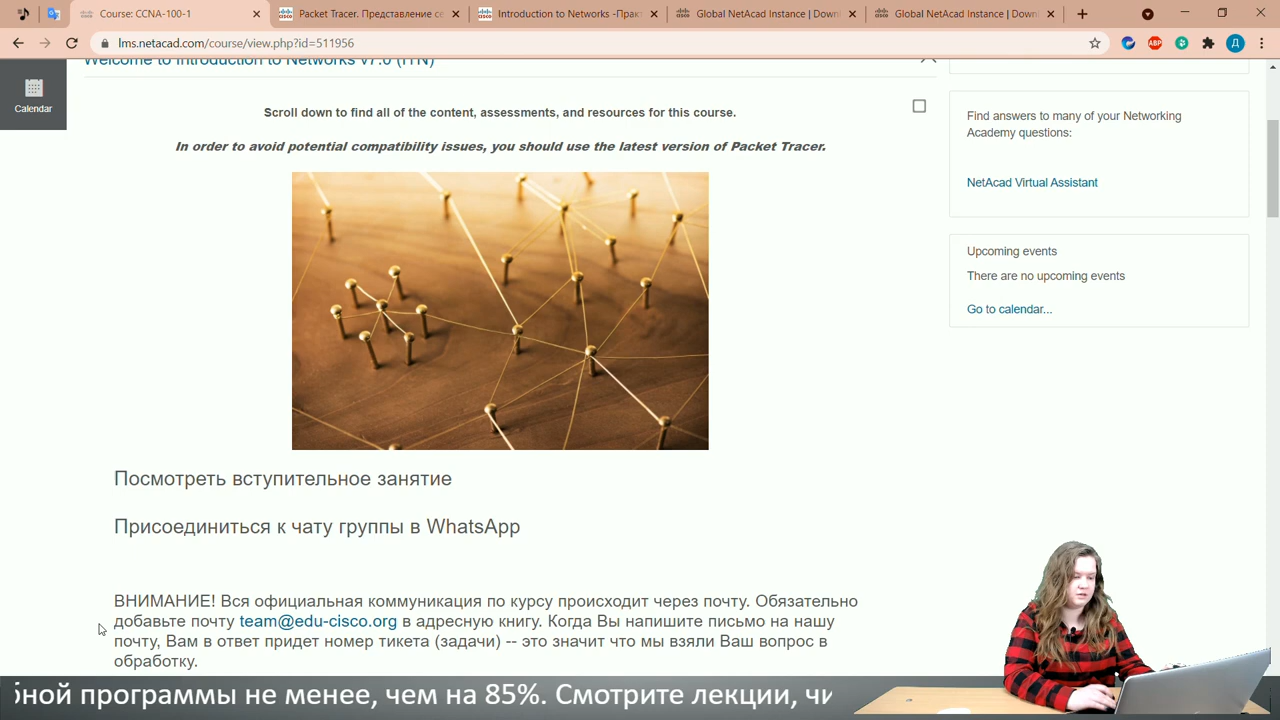 Course: CCNA-100-1
Packet Tracer. Представление се
Introduction to Networks -Прак
Global NetAcad Instance | Downl
Global NetAcad Instance | Downl
lms.netacad.com/course/view.php?id=511956
ABP
Д
Calendar
Welcome to Introduction to Networks v7.0 (ITN)
Scroll down to find all of the content, assessments, and resources for this course.
In order to avoid potential compatibility issues, you should use the latest version of Packet Tracer.
Find answers to many of your Networking
Academy questions:
NetAcad Virtual Assistant
Upcoming events
There are no upcoming events
Go to calendar...
Посмотреть вступительное занятие
Присоединиться к чату группы в WhatsApp
ВНИМАНИЕ! Вся официальная коммуникация по курсу происходит через почту. Обязательно
добавьте почту team@edu-cisco.org в адресную книгу. Когда Вы напишите письмо на нашу
почту, Вам в ответ придет номер тикета (задачи) -- это значит что мы взяли Ваш вопрос в
обработку.
бной программы не менее, чем на 85%. Смотрите лекции, чи